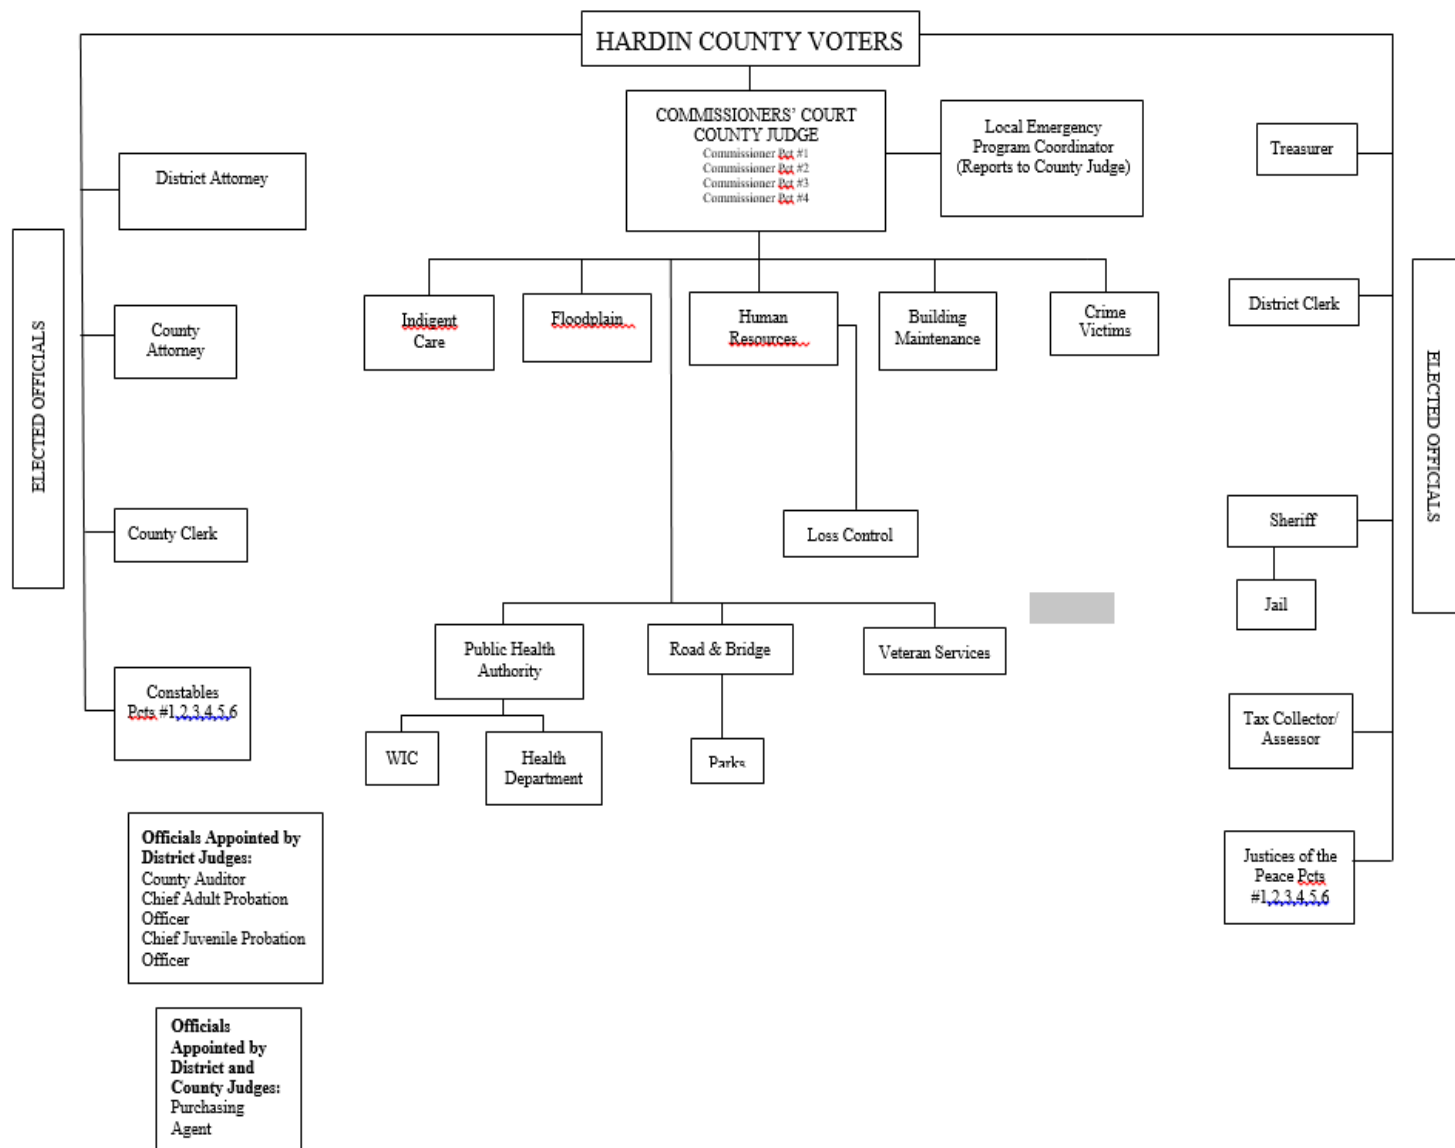 HARDIN COUNTY VOTERS
COMMISSIONERS' COURT
COUNTY JUDGE
Commissioner Pct #1
Commissioner Pct #2
Commissioner Pct #3
Commissioner Pct #4
Local Emergency
Program Coordinator
(Reports to County Judge)
Treasurer
District Attorney
ELECTED OFFICIALS
County
Attorney
Indigent
Care
Floodplain
Human
Resources
Building
Maintenance
Crime
Victims
District Clerk
ELECTED OFFICIALS
County Clerk
Loss Control
Sheriff
Jail
Public Health
Authority
Road & Bridge
Veteran Services
Constables
Pcts #1,2,3,4,5,6
WIC
Health
Department
Parks
Tax Collector/
Assessor
Justices of the
Peace Pcts
#1,2,3,4,5,6
Officials Appointed by
District Judges:
County Auditor
Chief Adult Probation
Officer
Chief Juvenile Probation
Officer
Officials
Appointed by
District and
County Judges:
Purchasing
Agent